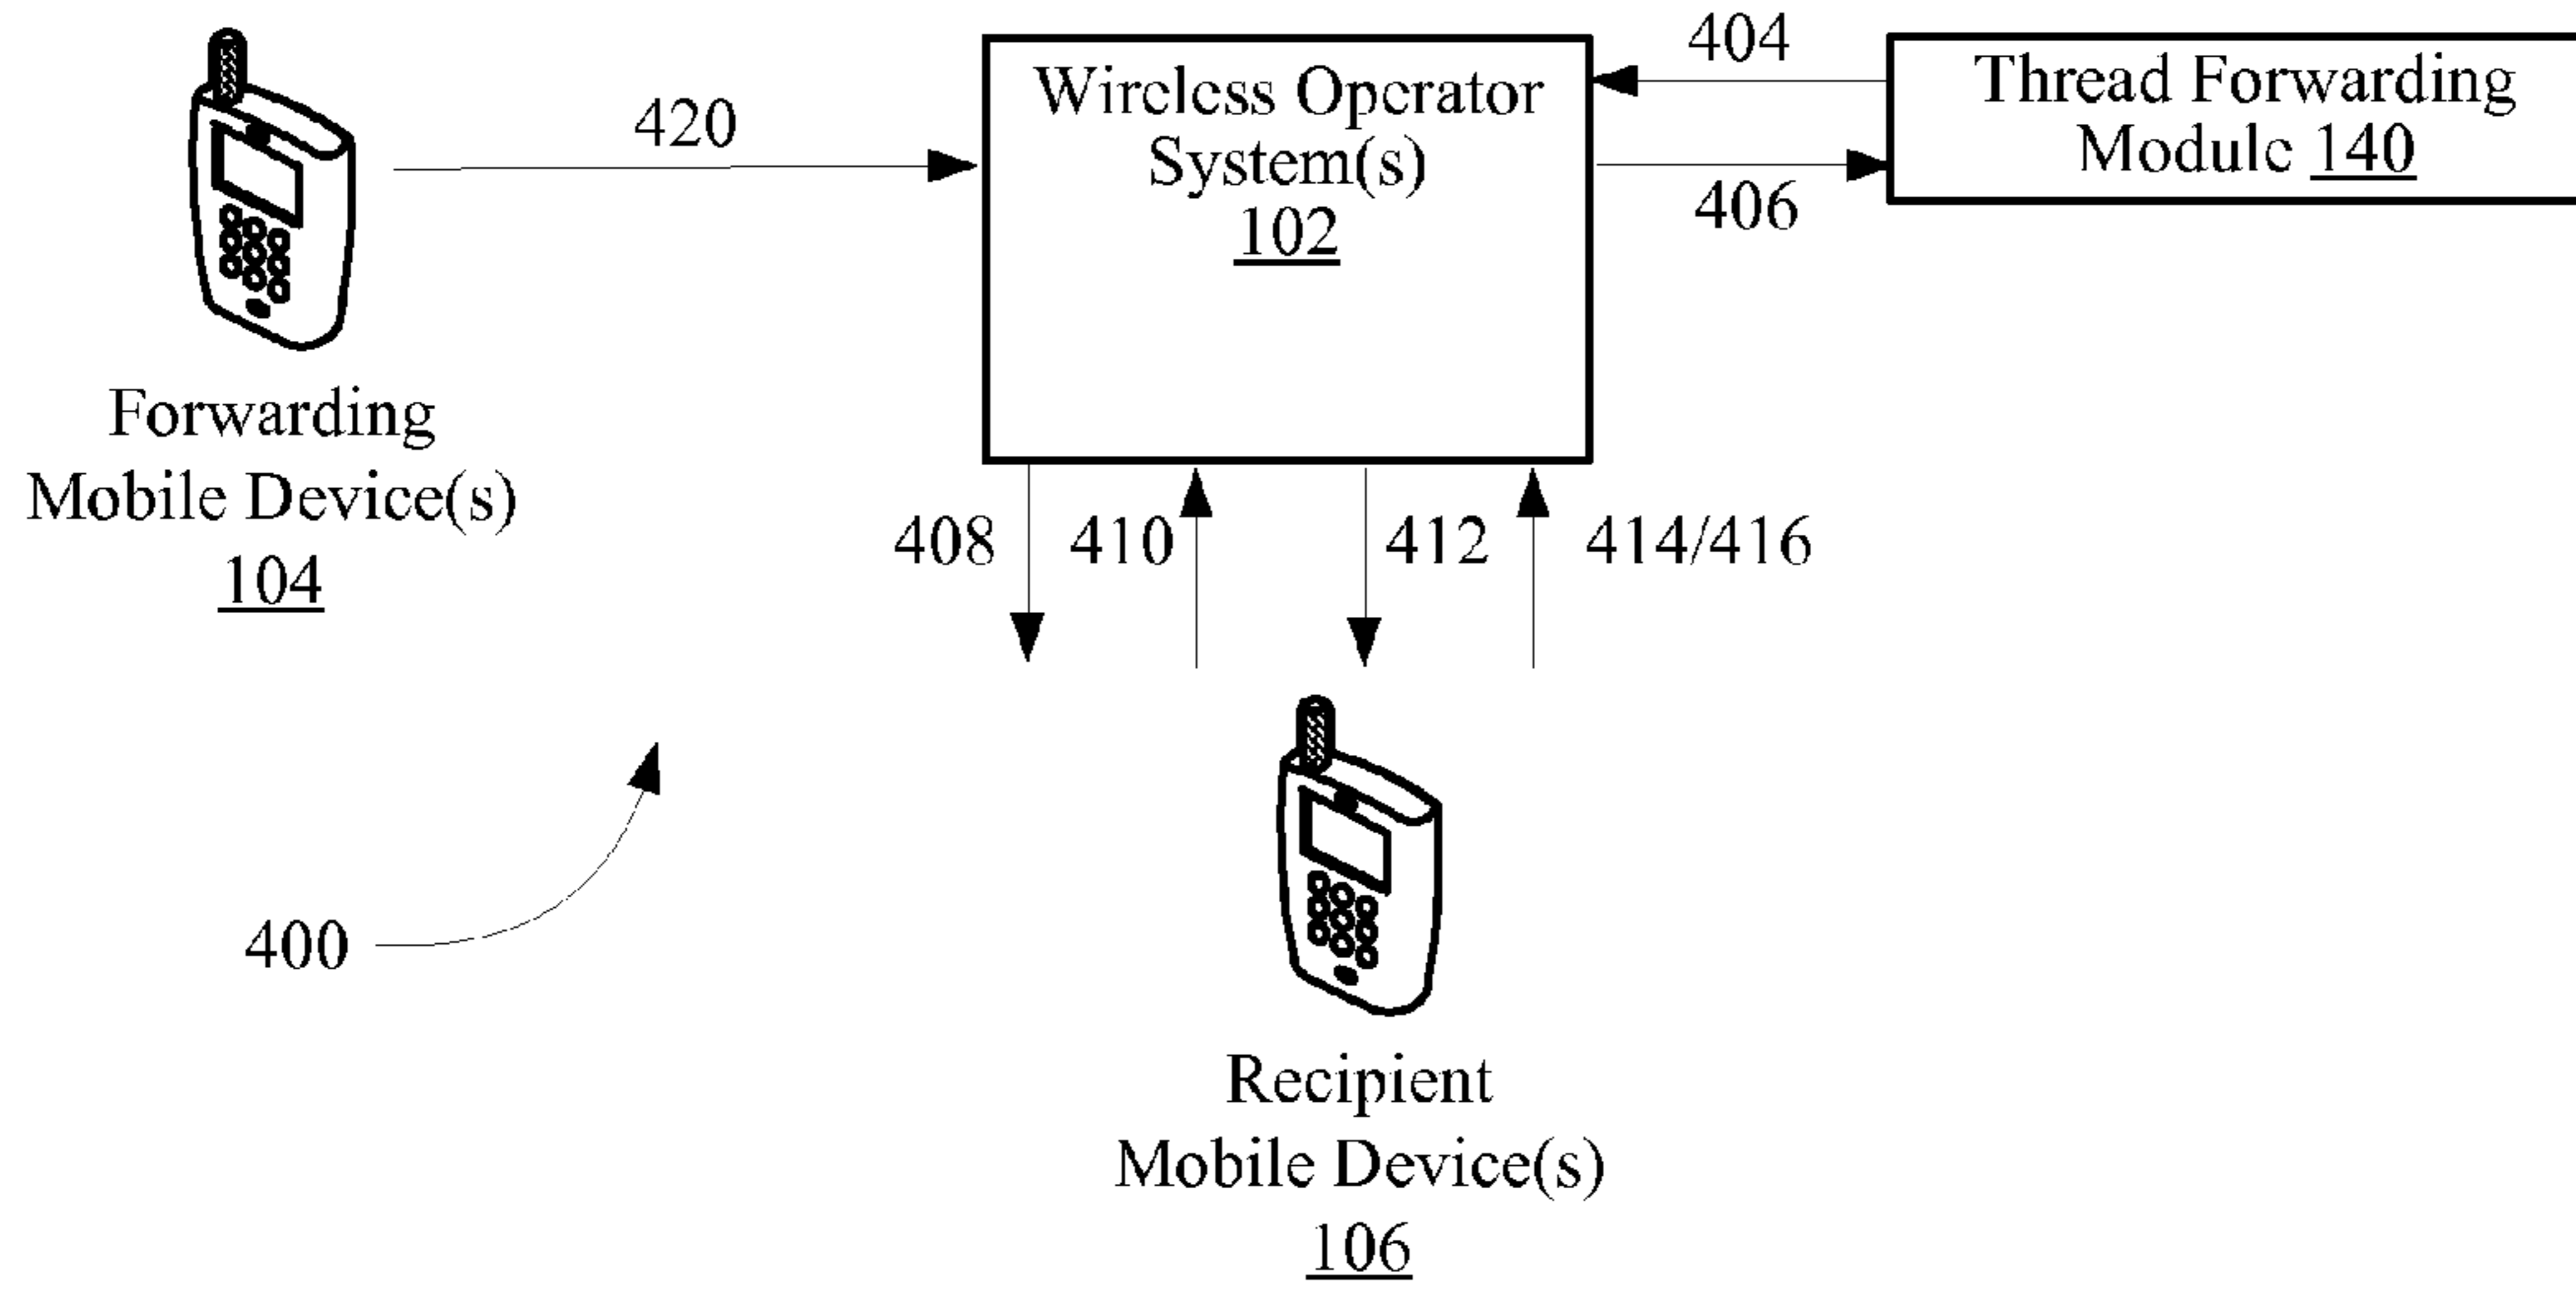 420
Wireless Operator
System(s)
102
404
406
Thread Forwarding
Module 140
Forwarding
Mobile Device(s)
104
408
410
412
414/416
400
Recipient
Mobile Device(s)
106